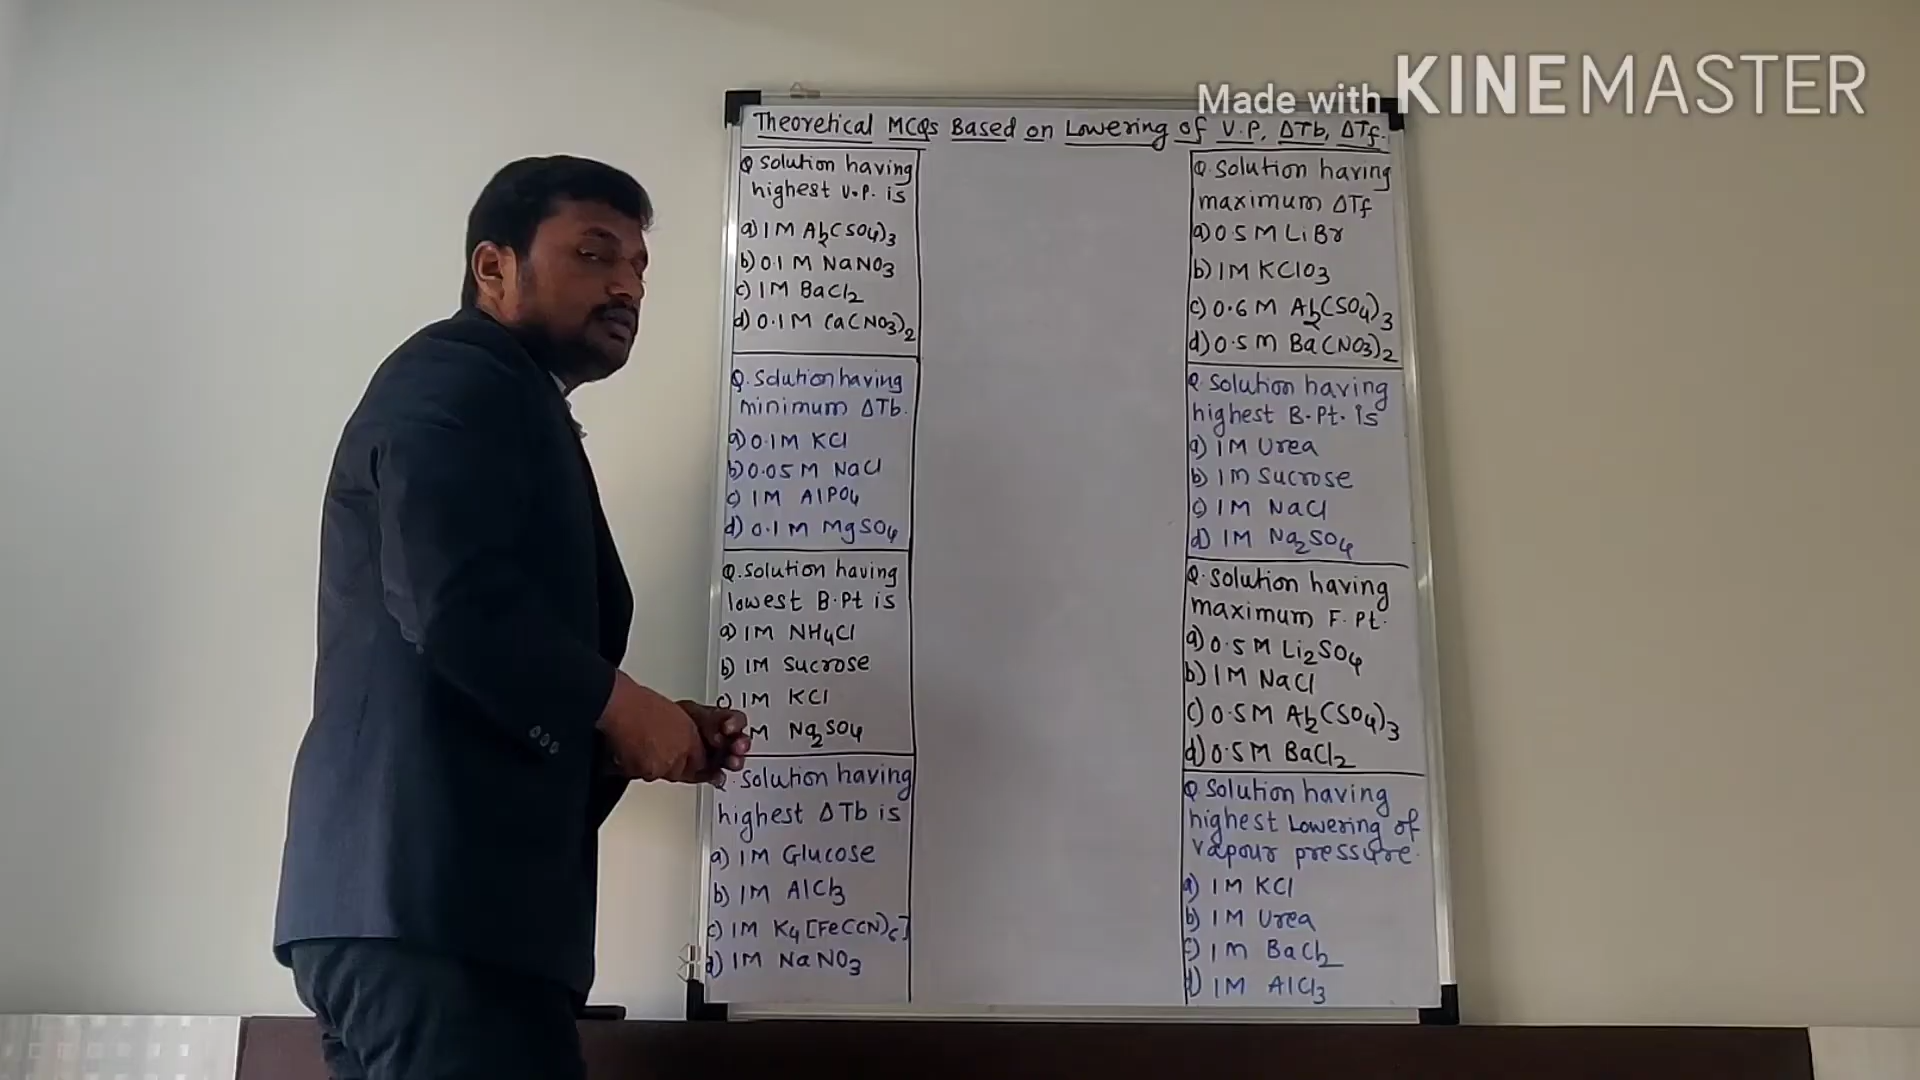 Made with KINEMASTER
Theoretical MCQs Based on Lowering of V.P, ΔTb, ΔTf.
Q Solution having
highest V.P. is
a) 1M Al2(SO4)3
b) 0.1 M NaNO3
c) 1M BaCl2
d) 0.1M Ca(NO3)2
Q. Solution having
minimum ΔTb.
a) 0.1M KCl
b) 0.05 M NaCl
c) 1M AlPO4
d) 0.1 M MgSO4
Q. Solution having
lowest B.Pt is
a) 1M NH4Cl
b) 1M Sucrose
c) 1M KCl
M Na2SO4
Q. Solution having
highest ΔTb is
a) 1M Glucose
b) 1M AlCl3
c) 1M K4[Fe(CN)6]
d) 1M NaNO3
Q. Solution having
maximum ΔTf
a) 0.5 M LiBr
b) 1M KClO3
c) 0.6 M Al2(SO4)3
d) 0.5 M Ba(NO3)2
Q. Solution having
highest B.Pt. is
a) 1M Urea
b) 1M Sucrose
c) 1M NaCl
d) 1M Na2SO4
Q. Solution having
maximum F.Pt.
a) 0.5 M Li2SO4
b) 1M NaCl
c) 0.5M Al2(SO4)3
d) 0.5M BaCl2
Q Solution having
highest Lowering of
vapour pressure.
a) 1M KCl
b) 1M Urea
c) 1M BaCl2
d) 1M AlCl3